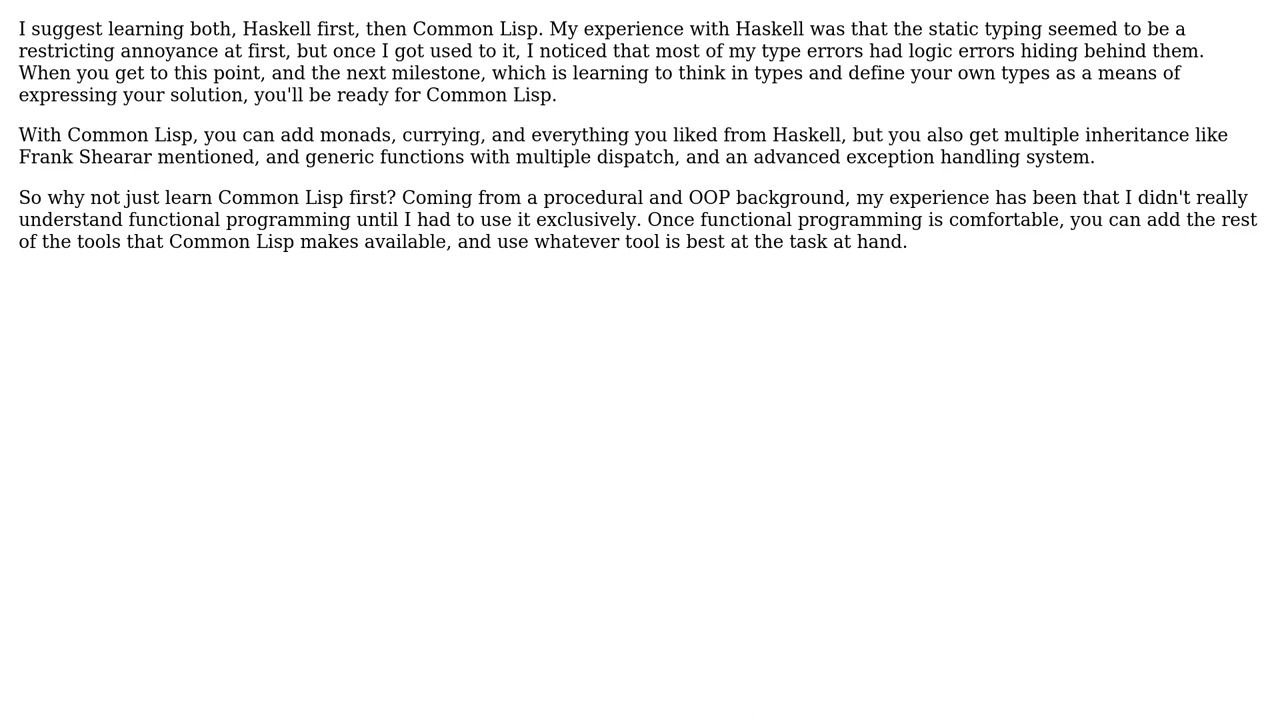 I suggest learning both, Haskell first, then Common Lisp. My experience with Haskell was that the static typing seemed to be a
restricting annoyance at first, but once I got used to it, I noticed that most of my type errors had logic errors hiding behind them.
When you get to this point, and the next milestone, which is learning to think in types and define your own types as a means of
expressing your solution, you'll be ready for Common Lisp.
With Common Lisp, you can add monads, currying, and everything you liked from Haskell, but you also get multiple inheritance like
Frank Shearar mentioned, and generic functions with multiple dispatch, and an advanced exception handling system.
So why not just learn Common Lisp first? Coming from a procedural and OOP background, my experience has been that I didn't really
understand functional programming until I had to use it exclusively. Once functional programming is comfortable, you can add the rest
of the tools that Common Lisp makes available, and use whatever tool is best at the task at hand.